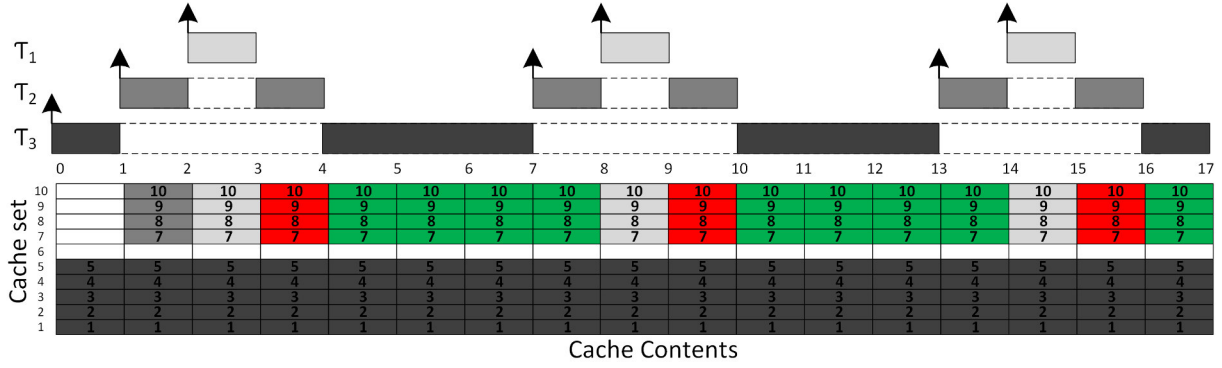 τ1
τ2
τ3
0 1 2 3 4 5 6 7 8 9 10 11 12 13 14 15 16 17
Cache set
10 10 10 10 10 10 10 10 10 10 10 10 10 10 10 10 10
9 9 9 9 9 9 9 9 9 9 9 9 9 9 9 9 9
8 8 8 8 8 8 8 8 8 8 8 8 8 8 8 8 8
7 7 7 7 7 7 7 7 7 7 7 7 7 7 7 7 7
6
5 5 5 5 5 5 5 5 5 5 5 5 5 5 5 5 5 5
4 4 4 4 4 4 4 4 4 4 4 4 4 4 4 4 4 4
3 3 3 3 3 3 3 3 3 3 3 3 3 3 3 3 3 3
2 2 2 2 2 2 2 2 2 2 2 2 2 2 2 2 2 2
1 1 1 1 1 1 1 1 1 1 1 1 1 1 1 1 1 1
Cache Contents